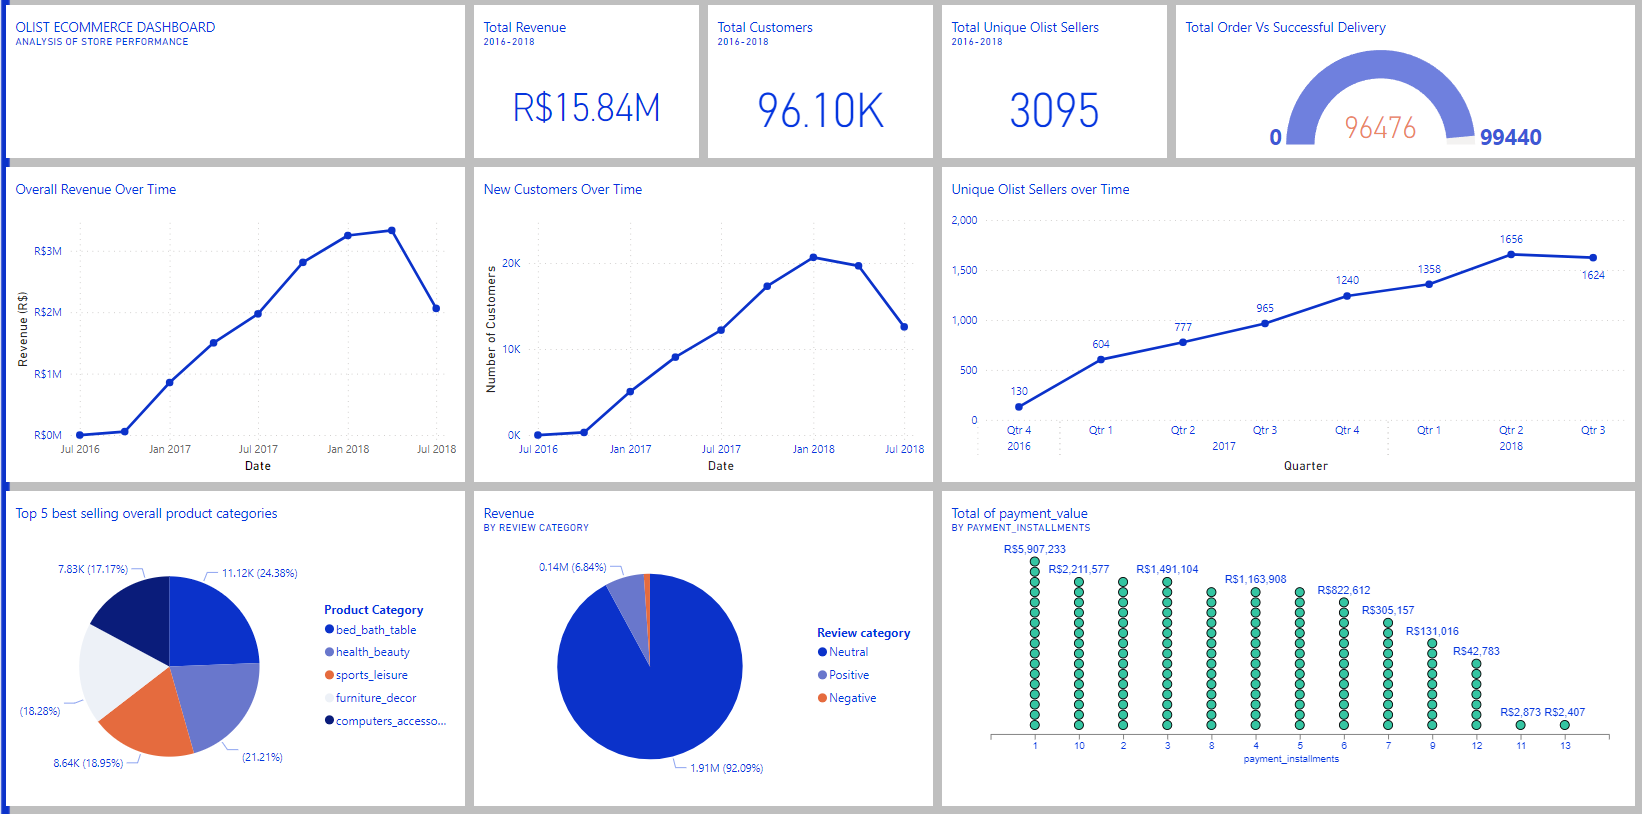 OLIST ECOMMERCE DASHBOARD
ANALYSIS OF STORE PERFORMANCE
Total Revenue
2016-2018
R$15.84M
Total Customers
2016-2018
96.10K
Total Unique Olist Sellers
2016-2018
3095
Total Order Vs Successful Delivery
96476
0
99440
Overall Revenue Over Time
Revenue (R$)
R$3M
R$2M
R$1M
R$0M
Jul 2016 Jan 2017 Jul 2017 Jan 2018 Jul 2018
Date
New Customers Over Time
Number of Customers
20K
10K
0K
Jul 2016 Jan 2017 Jul 2017 Jan 2018 Jul 2018
Date
Unique Olist Sellers over Time
2,000
1,500
1,000
500
0
130
604
777
965
1240
1358
1656
1624
Qtr 4 Qtr 1 Qtr 2 Qtr 3 Qtr 4 Qtr 1 Qtr 2 Qtr 3
2016 2017 2018
Quarter
Top 5 best selling overall product categories
7.83K (17.17%)
11.12K (24.38%)
(18.28%)
8.64K (18.95%)
(21.21%)
Product Category
bed_bath_table
health_beauty
sports_leisure
furniture_decor
computers_accesso...
Revenue
BY REVIEW CATEGORY
0.14M (6.84%)
1.91M (92.09%)
Review category
Neutral
Positive
Negative
Total of payment_value
BY PAYMENT_INSTALLMENTS
R$5,907,233
R$2,211,577
R$1,491,104
R$1,163,908
R$822,612
R$305,157
R$131,016
R$42,783
R$2,873 R$2,407
1 10 2 3 8 4 5 6 7 9 12 11 13
payment_installments